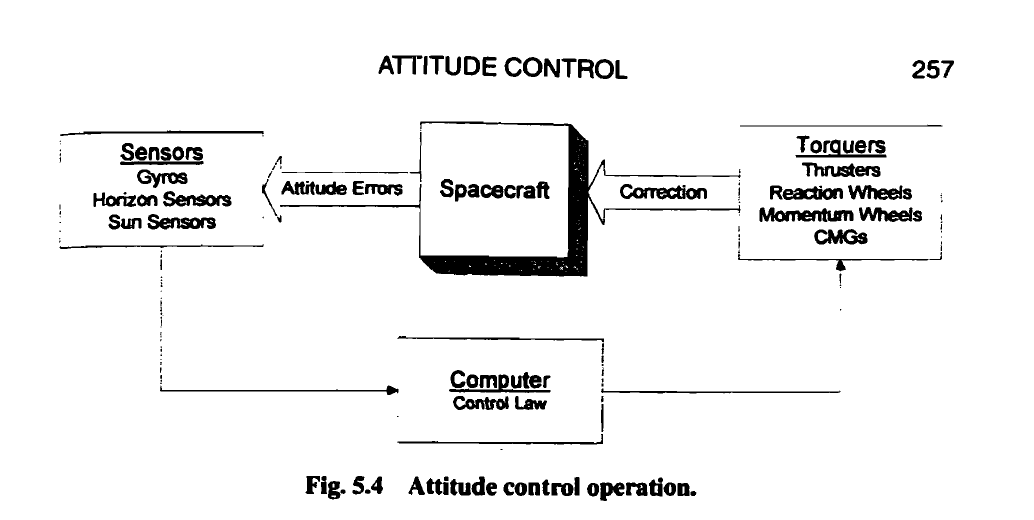 ATTITUDE CONTROL
257
Sensors
Gyros
Horizon Sensors
Sun Sensors
Attitude Errors
Spacecraft
Correction
Torquers
Thrusters
Reaction Wheels
Momentum Wheels
CMGs
Computer
Control Law
Fig. 5.4 Attitude control operation.